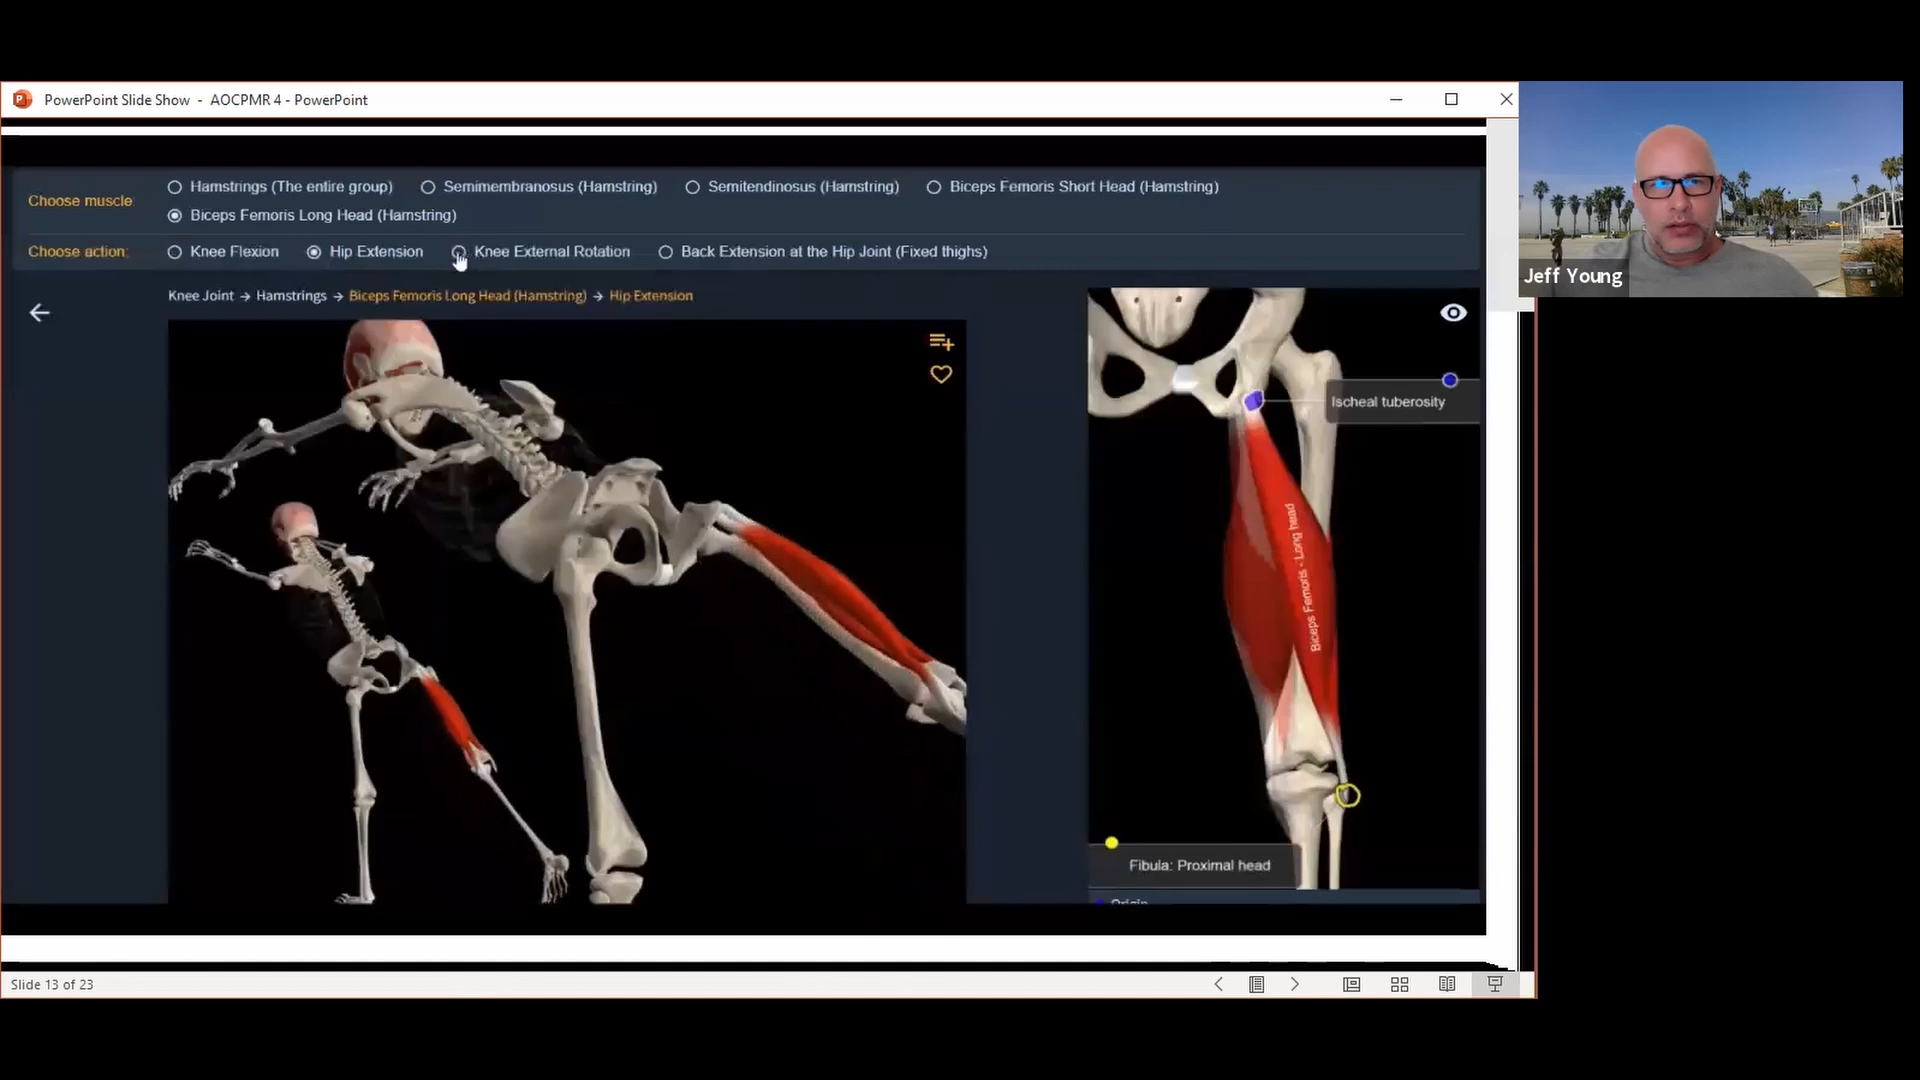 PowerPoint Slide Show - AOCPMR 4 - PowerPoint
Choose muscle:
Hamstrings (The entire group) Semimembranosus (Hamstring) Semitendinosus (Hamstring) Biceps Femoris Short Head (Hamstring)
Biceps Femoris Long Head (Hamstring)
Choose action: Knee Flexion Hip Extension Knee External Rotation Back Extension at the Hip Joint (Fixed thighs)
Knee Joint → Hamstrings → Biceps Femoris Long Head (Hamstring) → Hip Extension
Jeff Young
Ischeal tuberosity
Biceps Femoris - Long head
Fibula: Proximal head
Origin
Slide 13 of 23